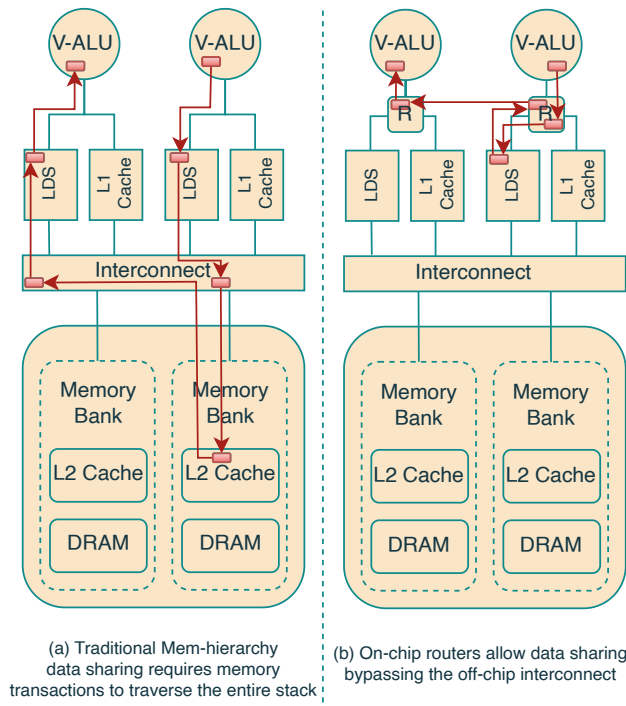 V-ALU
V-ALU
LDS
L1
Cache
LDS
L1
Cache
Interconnect
Memory
Bank
L2 Cache
DRAM
Memory
Bank
L2 Cache
DRAM
(a) Traditional Mem-hierarchy
data sharing requires memory
transactions to traverse the entire stack
V-ALU
V-ALU
R
R
LDS
L1
Cache
LDS
L1
Cache
Interconnect
Memory
Bank
L2 Cache
DRAM
Memory
Bank
L2 Cache
DRAM
(b) On-chip routers allow data sharing
bypassing the off-chip interconnect